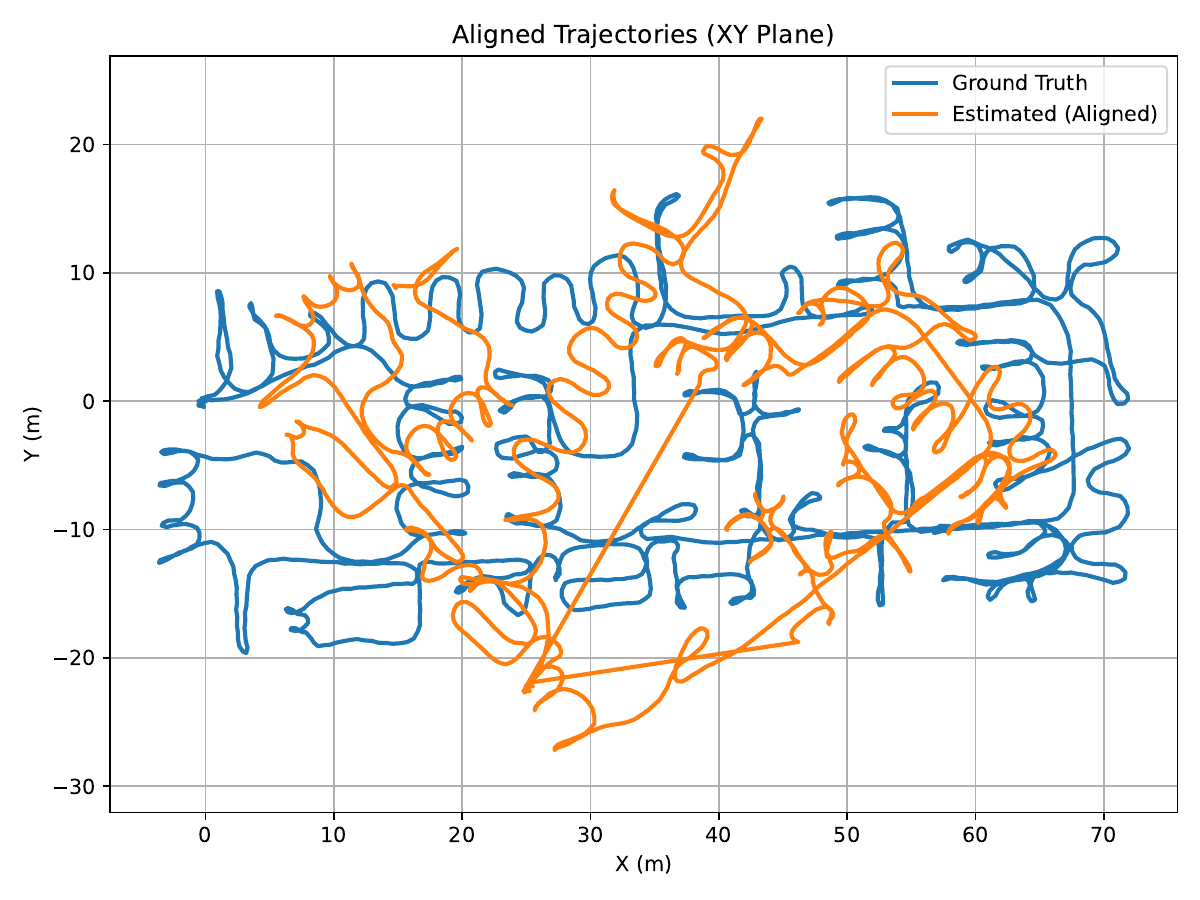 Aligned Trajectories (XY Plane)
Ground Truth
Estimated (Aligned)
Y (m)
20
10
0
−10
−20
−30
0 10 20 30 40 50 60 70
X (m)